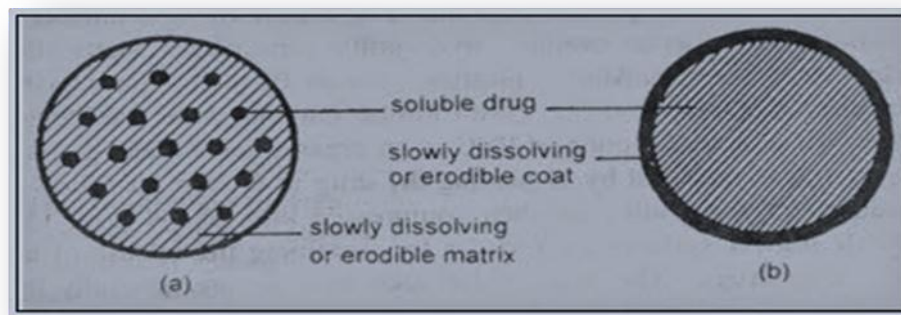 soluble drug
slowly dissolving
or erodible coat
slowly dissolving
or erodible matrix
(a)
(b)